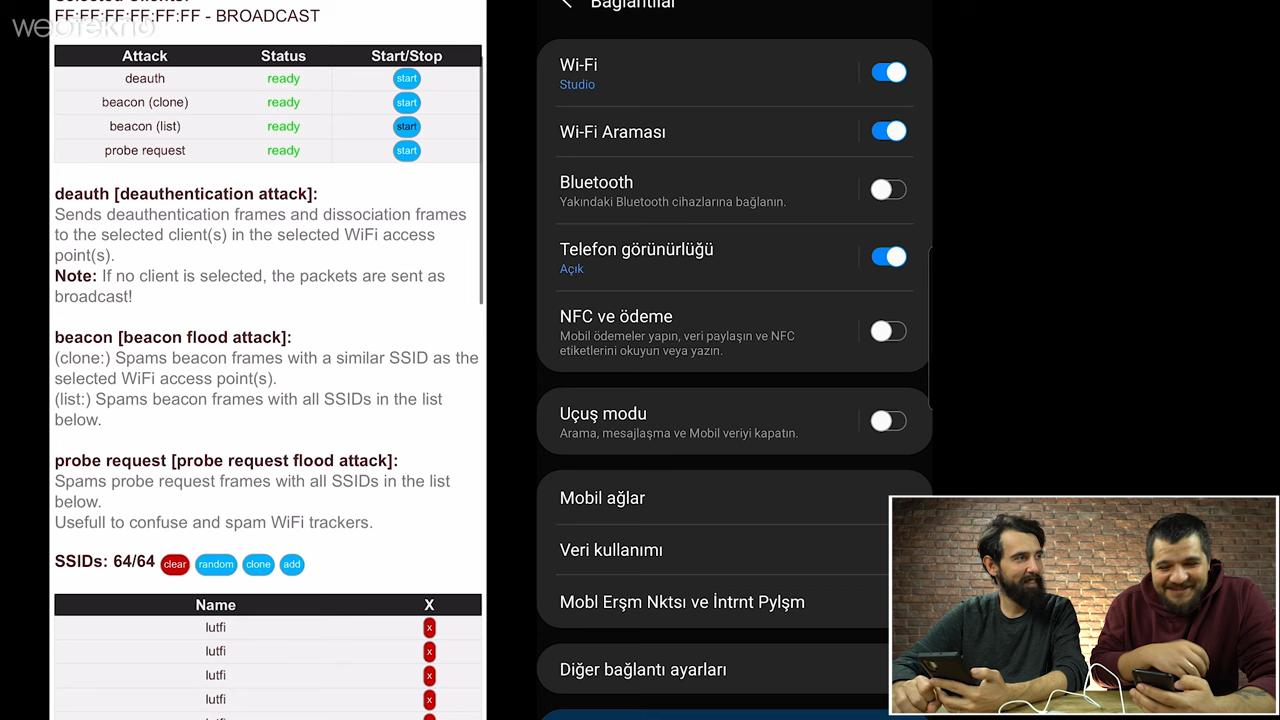 Selected Clients:
FF:FF:FF:FF:FF:FF - BROADCAST
webtekno
Attack Status Start/Stop
deauth ready start
beacon (clone) ready start
beacon (list) ready start
probe request ready start
deauth [deauthentication attack]:
Sends deauthentication frames and dissociation frames
to the selected client(s) in the selected WiFi access
point(s).
Note: If no client is selected, the packets are sent as
broadcast!
beacon [beacon flood attack]:
(clone:) Spams beacon frames with a similar SSID as the
selected WiFi access point(s).
(list:) Spams beacon frames with all SSIDs in the list
below.
probe request [probe request flood attack]:
Spams probe request frames with all SSIDs in the list
below.
Usefull to confuse and spam WiFi trackers.
SSIDs: 64/64 clear random clone add
Name X
lutfi x
lutfi x
lutfi x
lutfi x
Bağlantılar
Wi-Fi
Studio
Wi-Fi Araması
Bluetooth
Yakındaki Bluetooth cihazlarına bağlanın.
Telefon görünürlüğü
Açık
NFC ve ödeme
Mobil ödemeler yapın, veri paylaşın ve NFC
etiketlerini okuyun veya yazın.
Uçuş modu
Arama, mesajlaşma ve Mobil veriyi kapatın.
Mobil ağlar
Veri kullanımı
Mobl Erşm Nktsı ve İntrnt Pylşm
Diğer bağlantı ayarları